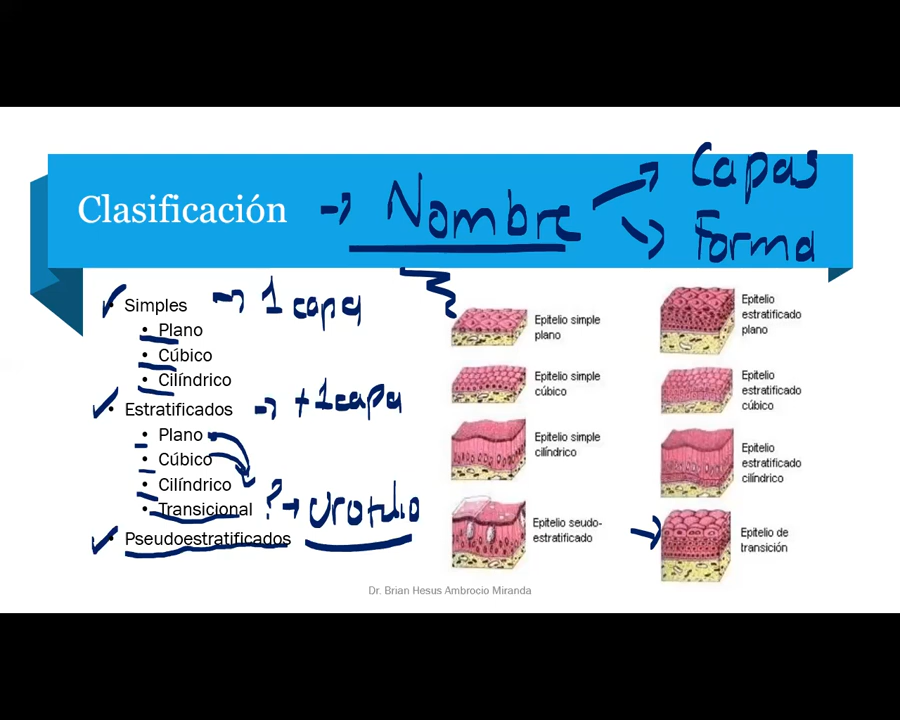 Clasificación → Nombre → Capas
→ Forma
• Simples → 1 capa
• Plano
• Cúbico
• Cilíndrico
• Estratificados → + 1 capa
• Plano
• Cúbico
• Cilíndrico
• Transicional ? → Urotelio
• Pseudoestratificados
Epitelio simple
plano
Epitelio simple
cúbico
Epitelio simple
cilíndrico
Epitelio seudo-
estratificado
Epitelio
estratificado
plano
Epitelio
estratificado
cúbico
Epitelio
estratificado
cilíndrico
Epitelio de
transición
Dr. Brian Hesus Ambrocio Miranda